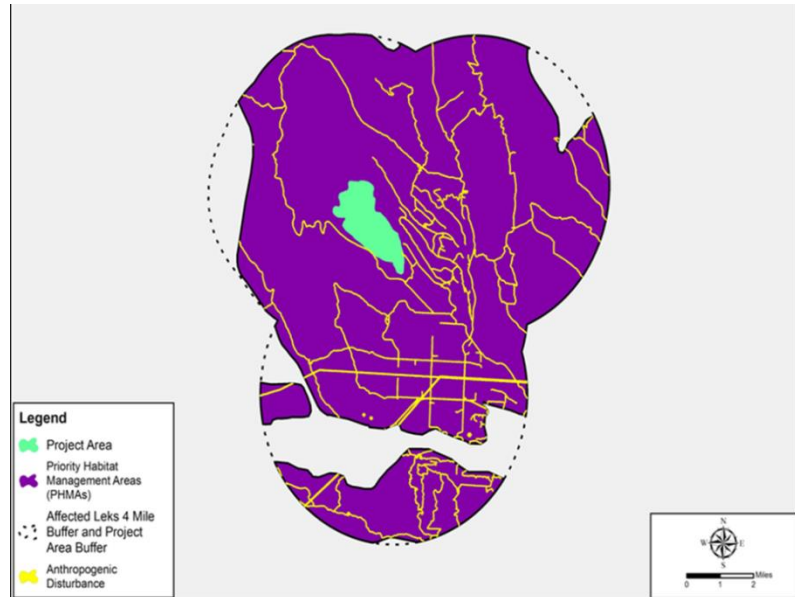 Legend
Project Area
Priority Habitat
Management Areas
(PHMAs)
Affected Leks 4 Mile
Buffer and Project
Area Buffer
Anthropogenic
Disturbance
N
W E
S
Miles
0 1 2